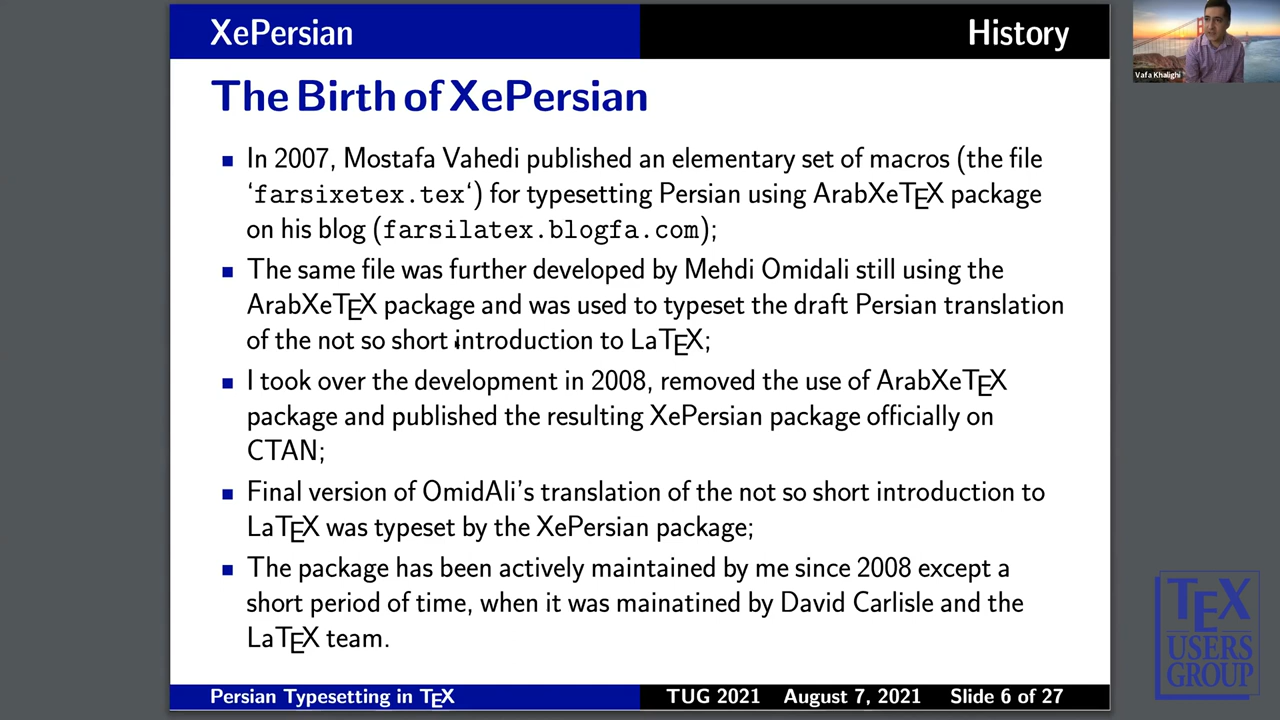 XePersian
History
Vafa Khalighi
The Birth of XePersian
In 2007, Mostafa Vahedi published an elementary set of macros (the file
‘farsixetex.tex‘) for typesetting Persian using ArabXeTEX package
on his blog (farsilatex.blogfa.com);
The same file was further developed by Mehdi Omidali still using the
ArabXeTEX package and was used to typeset the draft Persian translation
of the not so short introduction to LaTEX;
I took over the development in 2008, removed the use of ArabXeTEX
package and published the resulting XePersian package officially on
CTAN;
Final version of OmidAli's translation of the not so short introduction to
LaTEX was typeset by the XePersian package;
The package has been actively maintained by me since 2008 except a
short period of time, when it was mainatined by David Carlisle and the
LaTEX team.
TEX
USERS
GROUP
Persian Typesetting in TEX
TUG 2021 August 7, 2021 Slide 6 of 27